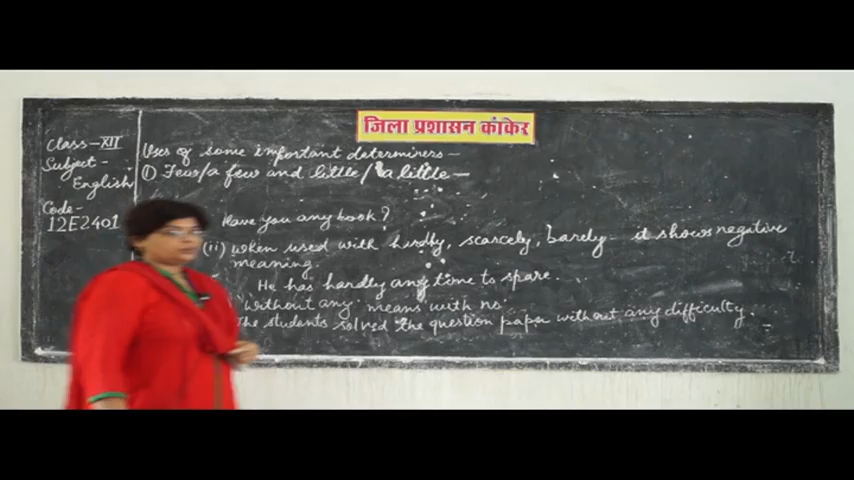 जिला प्रशासन कांकेर
Class-XII
Subject-
English
Code-
12E2401
Uses of some important determiners-
(i) Few/a few and little/a little-
Have you any book?
(ii) when used with hardly, scarcely, barely it shows negative
meaning.
He has hardly any time to spare...
'Without any' means with no.
The students solved the question paper without any difficulty.